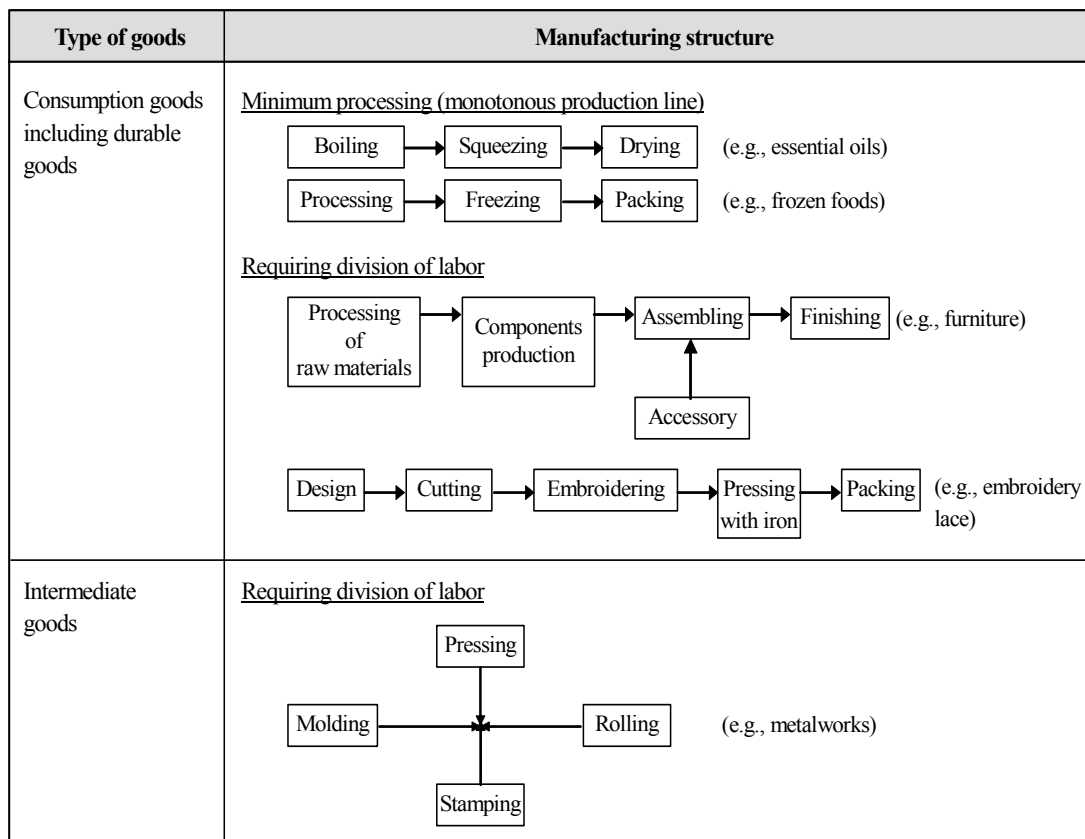 Type of goods
Manufacturing structure
Consumption goods
including durable
goods
Minimum processing (monotonous production line)
Boiling
Squeezing
Drying
(e.g., essential oils)
Processing
Freezing
Packing
(e.g., frozen foods)
Requiring division of labor
Processing
of
raw materials
Components
production
Assembling
Finishing
(e.g., furniture)
Accessory
Design
Cutting
Embroidering
Pressing
with iron
Packing
(e.g., embroidery
lace)
Intermediate
goods
Requiring division of labor
Pressing
Molding
Rolling
(e.g., metalworks)
Stamping